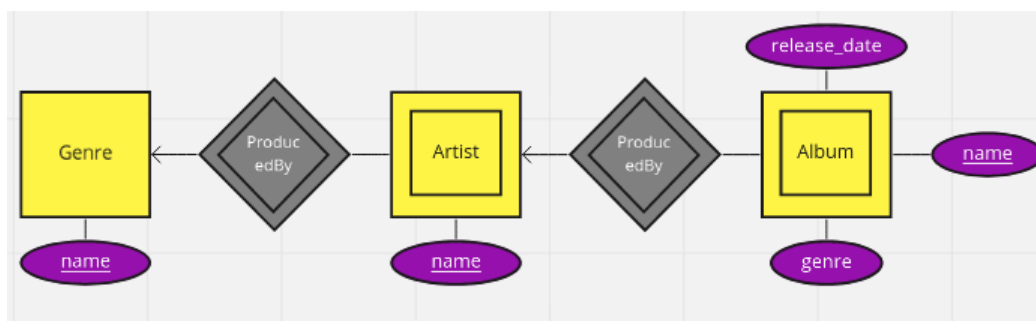 release_date
Genre
Produc
edBy
Artist
Produc
edBy
Album
name
name
name
genre